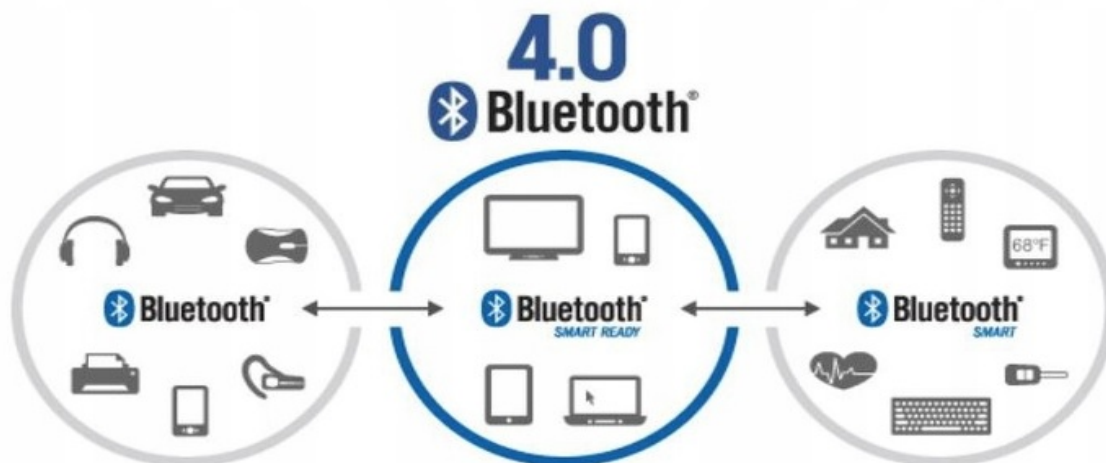 4.0
Bluetooth®
Bluetooth®
Bluetooth®
SMART READY
68°F
Bluetooth®
SMART